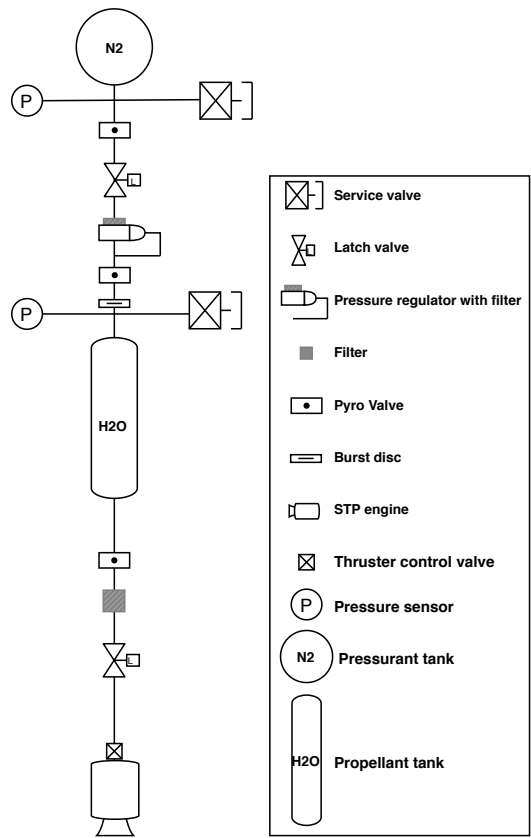 N2
P
L
P
H2O
L
Service valve
L
Latch valve
Pressure regulator with filter
Filter
Pyro Valve
Burst disc
STP engine
Thruster control valve
P
Pressure sensor
N2
Pressurant tank
H2O
Propellant tank